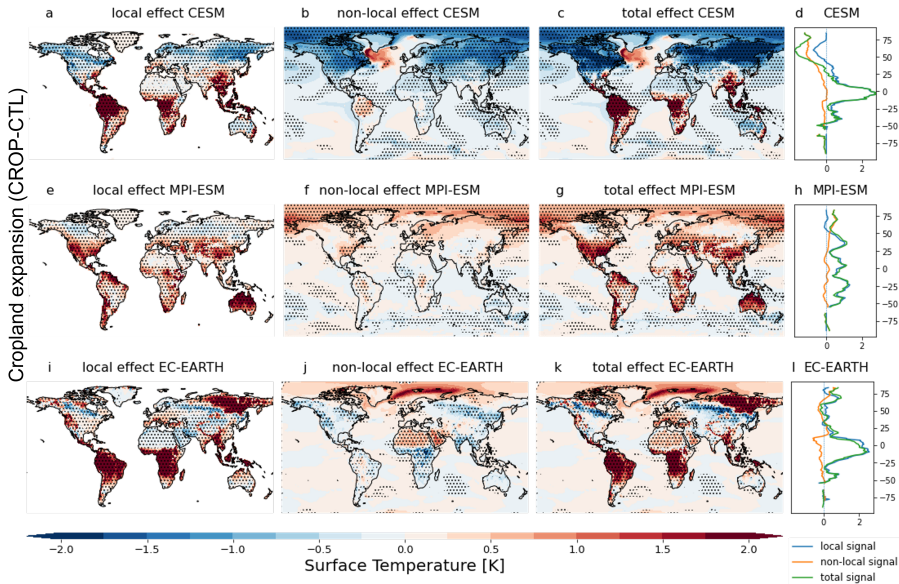 a local effect CESM
b non-local effect CESM
c total effect CESM
d CESM
75
50
25
0
−25
−50
−75
0 2
e local effect MPI-ESM
f non-local effect MPI-ESM
g total effect MPI-ESM
h MPI-ESM
75
50
25
0
−25
−50
−75
0 2
i local effect EC-EARTH
j non-local effect EC-EARTH
k total effect EC-EARTH
l EC-EARTH
75
50
25
0
−25
−50
−75
0 2
Cropland expansion (CROP-CTL)
−2.0 −1.5 −1.0 −0.5 0.0 0.5 1.0 1.5 2.0
Surface Temperature [K]
local signal
non-local signal
total signal